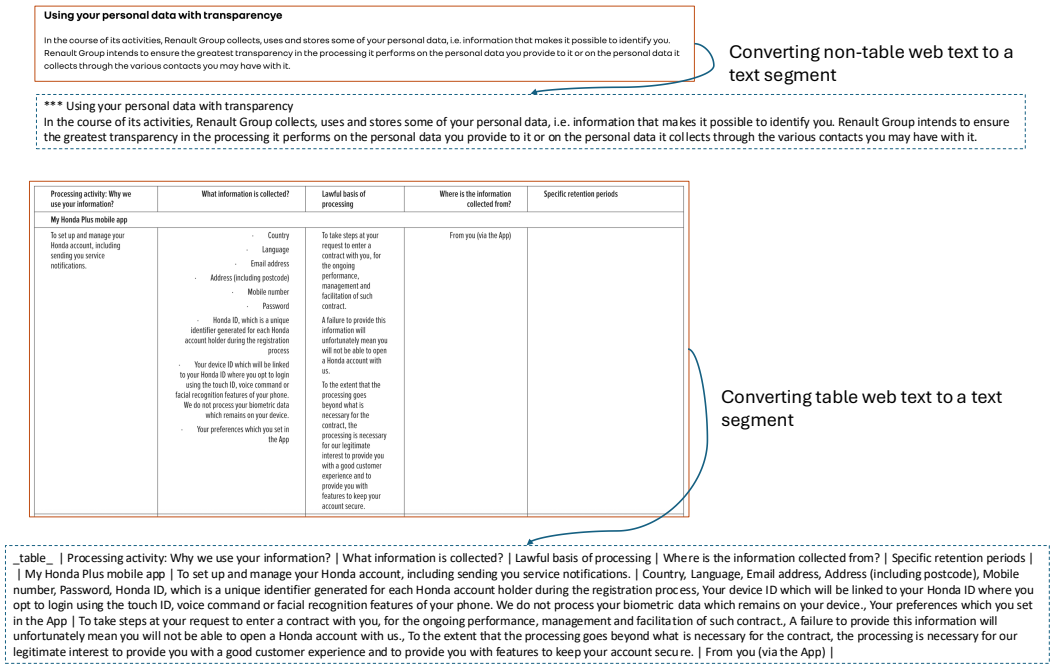 Using your personal data with transparencye
In the course of its activities, Renault Group collects, uses and stores some of your personal data, i.e. information that makes it possible to identify you.
Renault Group intends to ensure the greatest transparency in the processing it performs on the personal data you provide to it or on the personal data it
collects through the various contacts you may have with it.
Converting non-table web text to a
text segment
*** Using your personal data with transparency
In the course of its activities, Renault Group collects, uses and stores some of your personal data, i.e. information that makes it possible to identify you. Renault Group intends to ensure
the greatest transparency in the processing it performs on the personal data you provide to it or on the personal data it collects through the various contacts you may have with it.
Processing activity: Why we
use your information?
What information is collected?
Lawful basis of
processing
Where is the information
collected from?
Specific retention periods
My Honda Plus mobile app
To set up and manage your
Honda account, including
sending you service
notifications.
· Country
· Language
· Email address
· Address (including postcode)
· Mobile number
· Password
· Honda ID, which is a unique
identifier generated for each Honda
account holder during the registration
process
· Your device ID which will be linked
to your Honda ID where you opt to login
using the touch ID, voice command or
facial recognition features of your phone.
We do not process your biometric data
which remains on your device.
· Your preferences which you set in
the App
To take steps at your
request to enter a
contract with you, for
the ongoing
performance,
management and
facilitation of such
contract.
A failure to provide this
information will
unfortunately mean you
will not be able to open
a Honda account with
us.
To the extent that the
processing goes
beyond what is
necessary for the
contract, the
processing is necessary
for our legitimate
interest to provide you
with a good customer
experience and to
provide you with
features to keep your
account secure.
From you (via the App)
Converting table web text to a text
segment
_table_ | Processing activity: Why we use your information? | What information is collected? | Lawful basis of processing | Where is the information collected from? | Specific retention periods |
| My Honda Plus mobile app | To set up and manage your Honda account, including sending you service notifications. | Country, Language, Email address, Address (including postcode), Mobile
number, Password, Honda ID, which is a unique identifier generated for each Honda account holder during the registration process, Your device ID which will be linked to your Honda ID where you
opt to login using the touch ID, voice command or facial recognition features of your phone. We do not process your biometric data which remains on your device., Your preferences which you set
in the App | To take steps at your request to enter a contract with you, for the ongoing performance, management and facilitation of such contract., A failure to provide this information will
unfortunately mean you will not be able to open a Honda account with us., To the extent that the processing goes beyond what is necessary for the contract, the processing is necessary for our
legitimate interest to provide you with a good customer experience and to provide you with features to keep your account secure. | From you (via the App) |